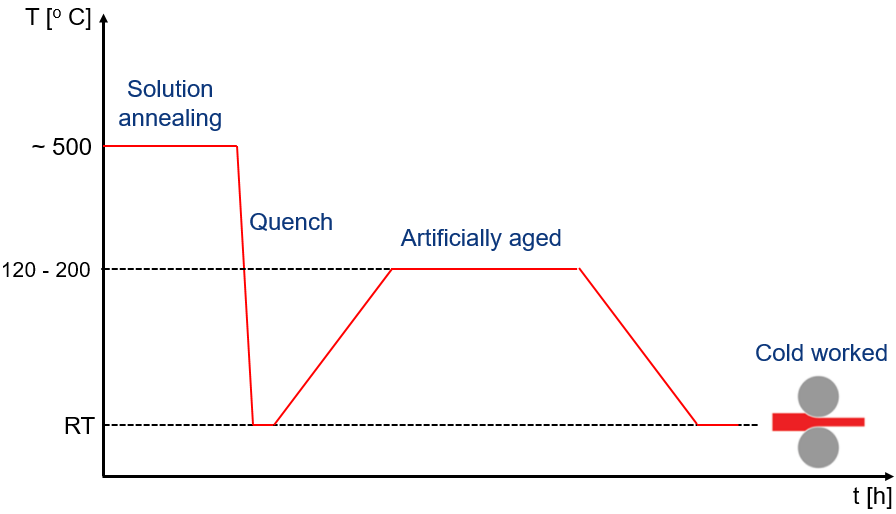 T [º C]
Solution
annealing
~ 500
Quench
Artificially aged
120 - 200
Cold worked
RT
t [h]